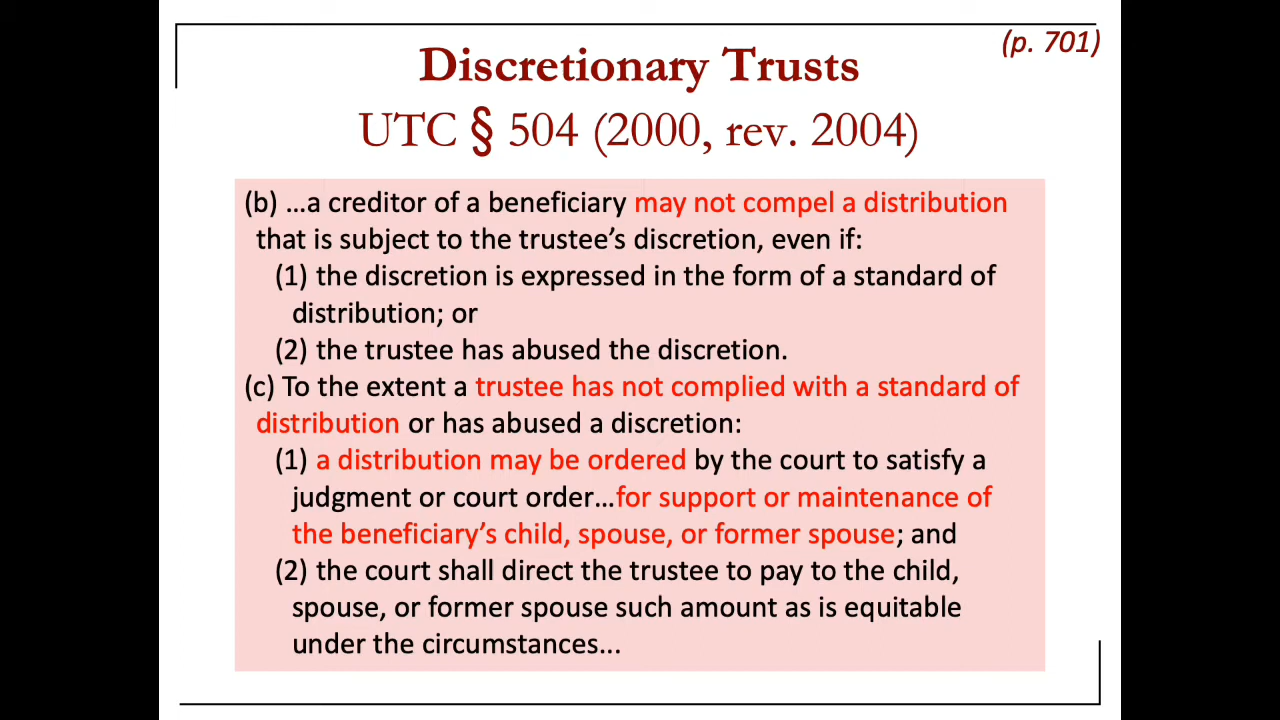 (p. 701)
Discretionary Trusts
UTC § 504 (2000, rev. 2004)
(b) …a creditor of a beneficiary may not compel a distribution
that is subject to the trustee’s discretion, even if:
(1) the discretion is expressed in the form of a standard of
distribution; or
(2) the trustee has abused the discretion.
(c) To the extent a trustee has not complied with a standard of
distribution or has abused a discretion:
(1) a distribution may be ordered by the court to satisfy a
judgment or court order…for support or maintenance of
the beneficiary’s child, spouse, or former spouse; and
(2) the court shall direct the trustee to pay to the child,
spouse, or former spouse such amount as is equitable
under the circumstances...